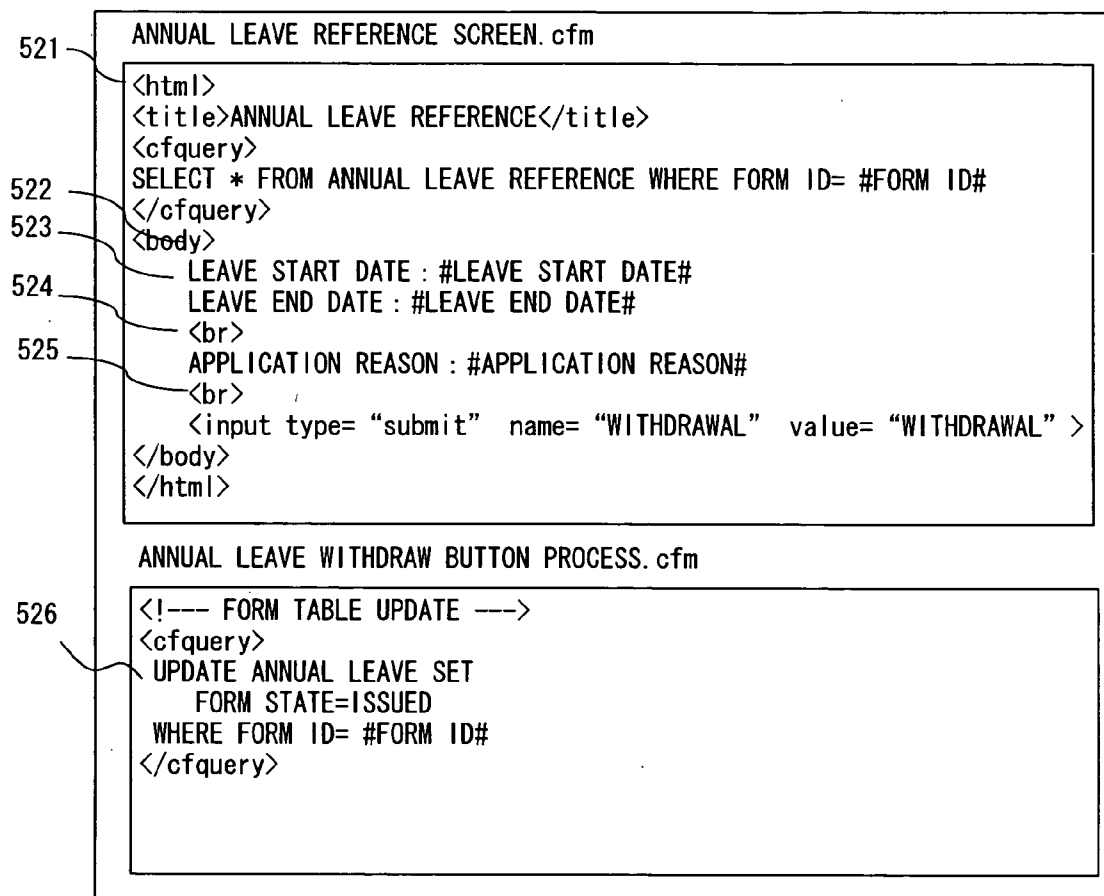 ANNUAL LEAVE REFERENCE SCREEN.cfm
521
<html>
<title>ANNUAL LEAVE REFERENCE</title>
<cfquery>
SELECT * FROM ANNUAL LEAVE REFERENCE WHERE FORM ID= #FORM ID#
522
</cfquery>
523
<body>
LEAVE START DATE : #LEAVE START DATE#
524
LEAVE END DATE : #LEAVE END DATE#
<br>
525
APPLICATION REASON : #APPLICATION REASON#
<br>
<input type= “submit” name= “WITHDRAWAL” value= “WITHDRAWAL” >
</body>
</html>
ANNUAL LEAVE WITHDRAW BUTTON PROCESS.cfm
526
<!--- FORM TABLE UPDATE --->
<cfquery>
UPDATE ANNUAL LEAVE SET
FORM STATE=ISSUED
WHERE FORM ID= #FORM ID#
</cfquery>